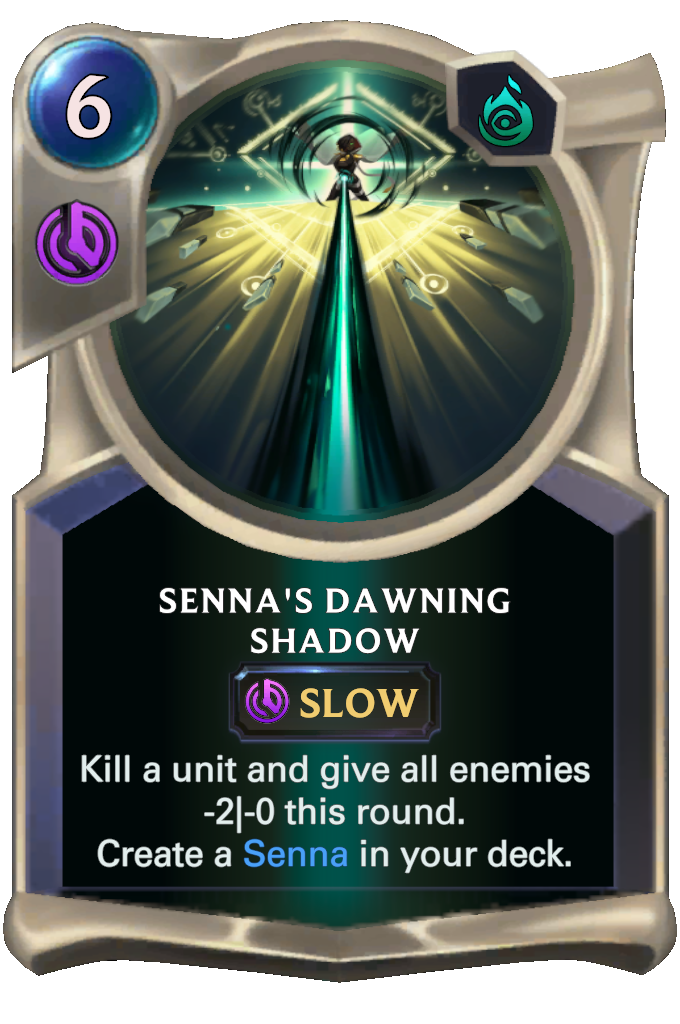 6
SENNA'S DAWNING
SHADOW
SLOW
Kill a unit and give all enemies
-2|-0 this round.
Create a Senna in your deck.